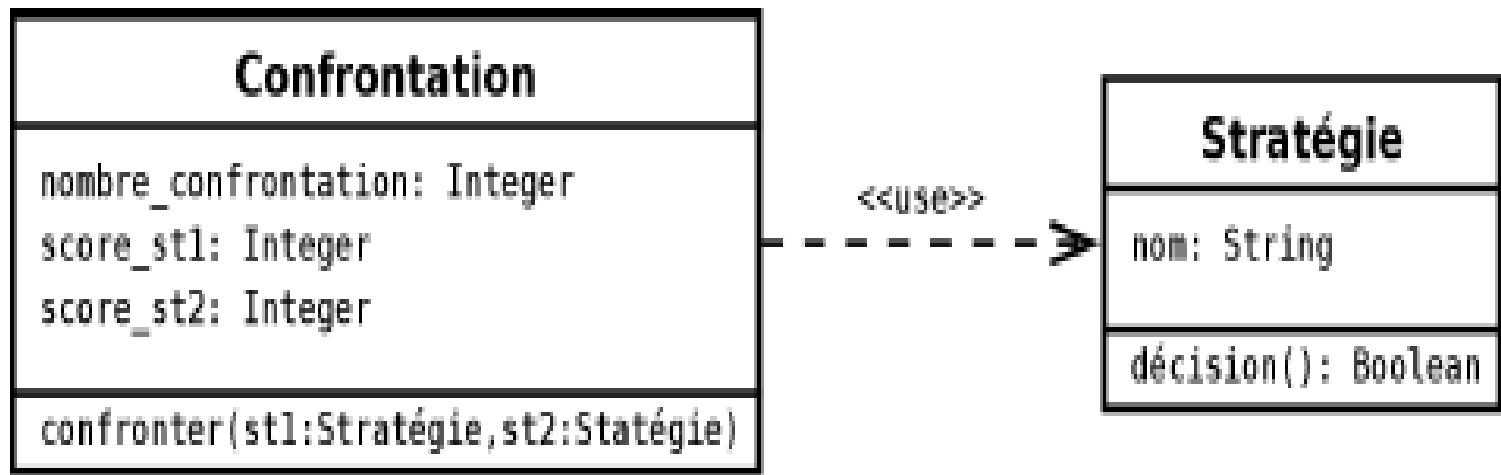 Confrontation
nombre_confrontation: Integer
score_st1: Integer
score_st2: Integer
confronter(st1:Stratégie,st2:Statégie)
<<use>>
Stratégie
nom: String
décision(): Boolean